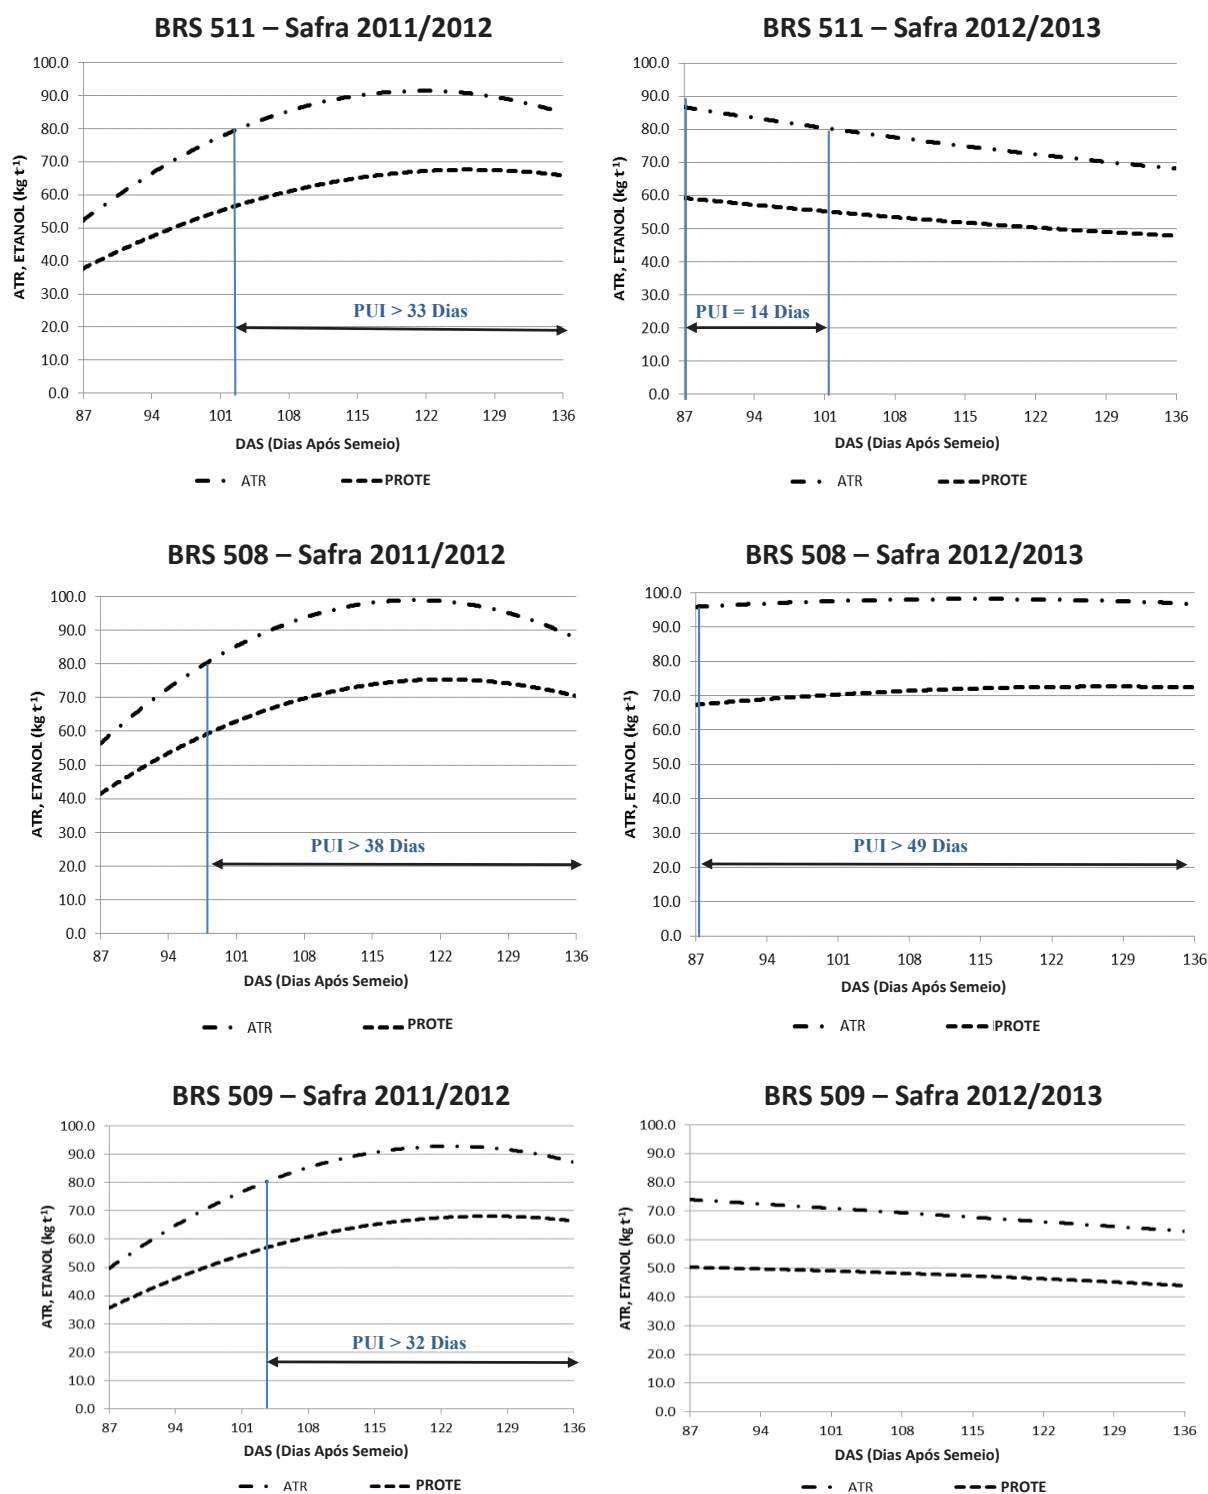 BRS 511 – Safra 2011/2012
100.0
90.0
80.0
70.0
60.0
50.0
40.0
30.0
20.0
10.0
0.0
ATR, ETANOL (kg t-1)
PUI > 33 Dias
87 94 101 108 115 122 129 136
DAS (Dias Após Semeio)
ATR PROTE
BRS 511 – Safra 2012/2013
100.0
90.0
80.0
70.0
60.0
50.0
40.0
30.0
20.0
10.0
0.0
ATR, ETANOL (kg t-1)
PUI = 14 Dias
87 94 101 108 115 122 129 136
DAS (Dias Após Semeio)
ATR PROTE
BRS 508 – Safra 2011/2012
100.0
90.0
80.0
70.0
60.0
50.0
40.0
30.0
20.0
10.0
0.0
ATR, ETANOL (kg t-1)
PUI > 38 Dias
87 94 101 108 115 122 129 136
DAS (Dias Após Semeio)
ATR PROTE
BRS 508 – Safra 2012/2013
100.0
90.0
80.0
70.0
60.0
50.0
40.0
30.0
20.0
10.0
0.0
ATR, ETANOL (kg t-1)
PUI > 49 Dias
87 94 101 108 115 122 129 136
DAS (Dias Após Semeio)
ATR PROTE
BRS 509 – Safra 2011/2012
100.0
90.0
80.0
70.0
60.0
50.0
40.0
30.0
20.0
10.0
0.0
ATR, ETANOL (kg t-1)
PUI > 32 Dias
87 94 101 108 115 122 129 136
DAS (Dias Após Semeio)
ATR PROTE
BRS 509 – Safra 2012/2013
100.0
90.0
80.0
70.0
60.0
50.0
40.0
30.0
20.0
10.0
0.0
ATR, ETANOL (kg t-1)
87 94 101 108 115 122 129 136
DAS (Dias Após Semeio)
ATR PROTE